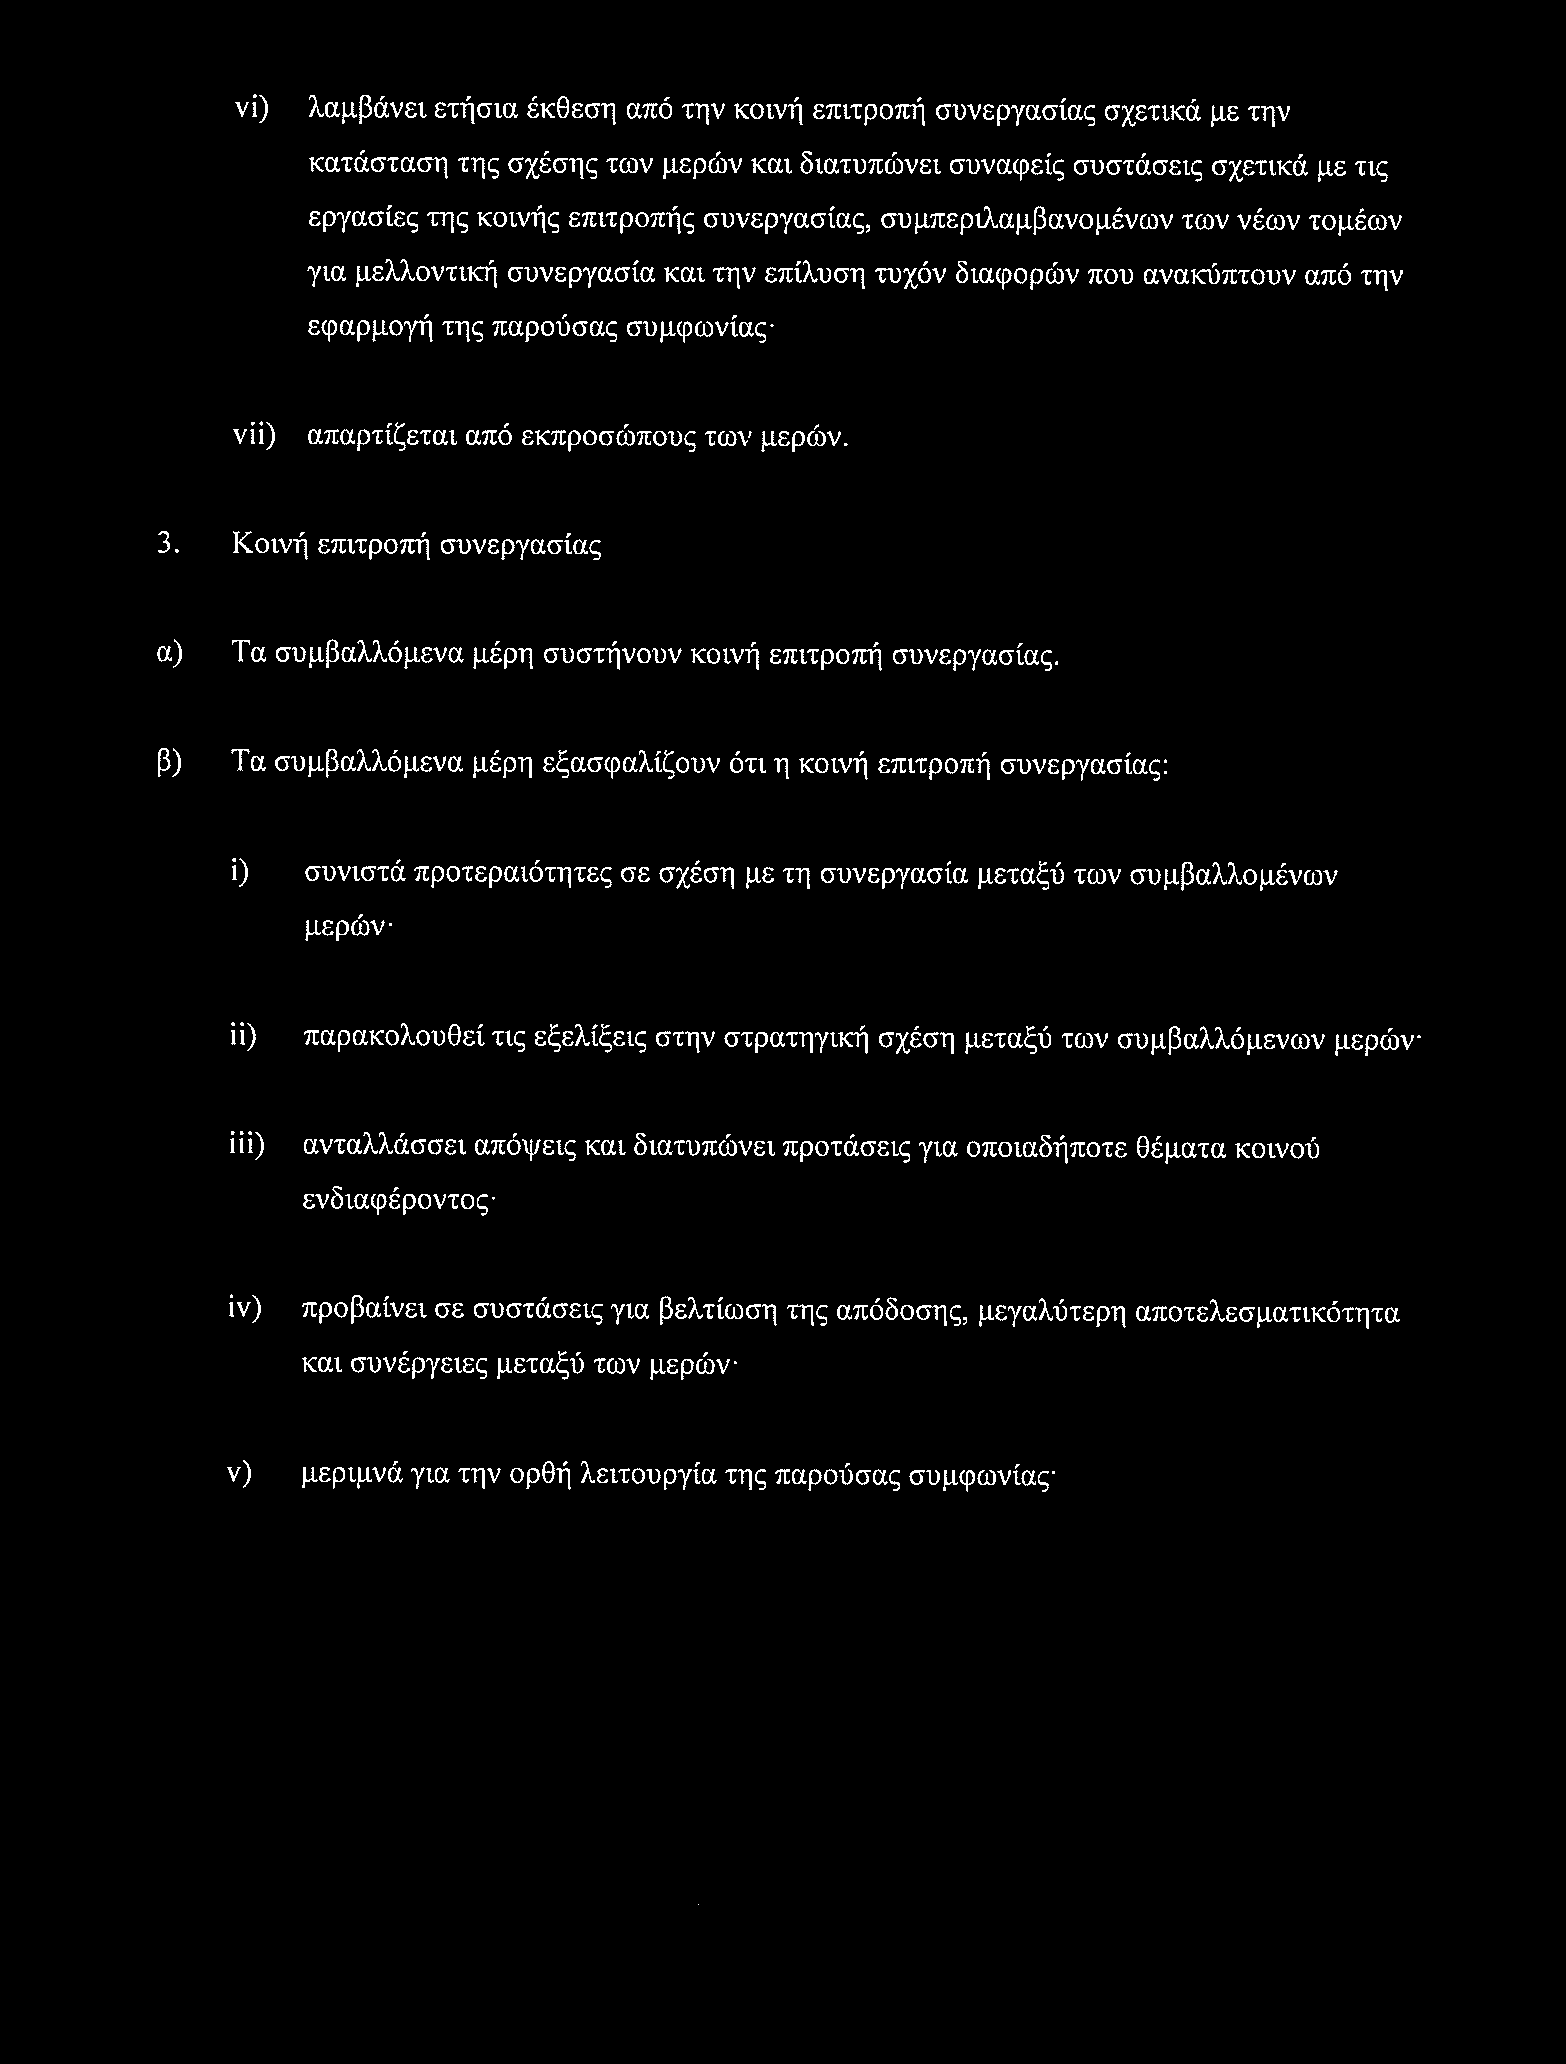 vi) λαμβάνει ετήσια έκθεση από την κοινή επιτροπή συνεργασίας σχετικά με την
κατάσταση της σχέσης των μερών και διατυπώνει συναφείς συστάσεις σχετικά με τις
εργασίες της κοινής επιτροπής συνεργασίας, συμπεριλαμβανομένων των νέων τομέων
για μελλοντική συνεργασία και την επίλυση τυχόν διαφορών που ανακύπτουν από την
εφαρμογή της παρούσας συμφωνίας·
vii) απαρτίζεται από εκπροσώπους των μερών.
3. Κοινή επιτροπή συνεργασίας
α) Τα συμβαλλόμενα μέρη συστήνουν κοινή επιτροπή συνεργασίας.
β) Τα συμβαλλόμενα μέρη εξασφαλίζουν ότι η κοινή επιτροπή συνεργασίας:
i) συνιστά προτεραιότητες σε σχέση με τη συνεργασία μεταξύ των συμβαλλομένων
μερών·
ii) παρακολουθεί τις εξελίξεις στην στρατηγική σχέση μεταξύ των συμβαλλόμενων μερών·
iii) ανταλλάσσει απόψεις και διατυπώνει προτάσεις για οποιαδήποτε θέματα κοινού
ενδιαφέροντος·
iv) προβαίνει σε συστάσεις για βελτίωση της απόδοσης, μεγαλύτερη αποτελεσματικότητα
και συνέργειες μεταξύ των μερών·
v) μεριμνά για την ορθή λειτουργία της παρούσας συμφωνίας·